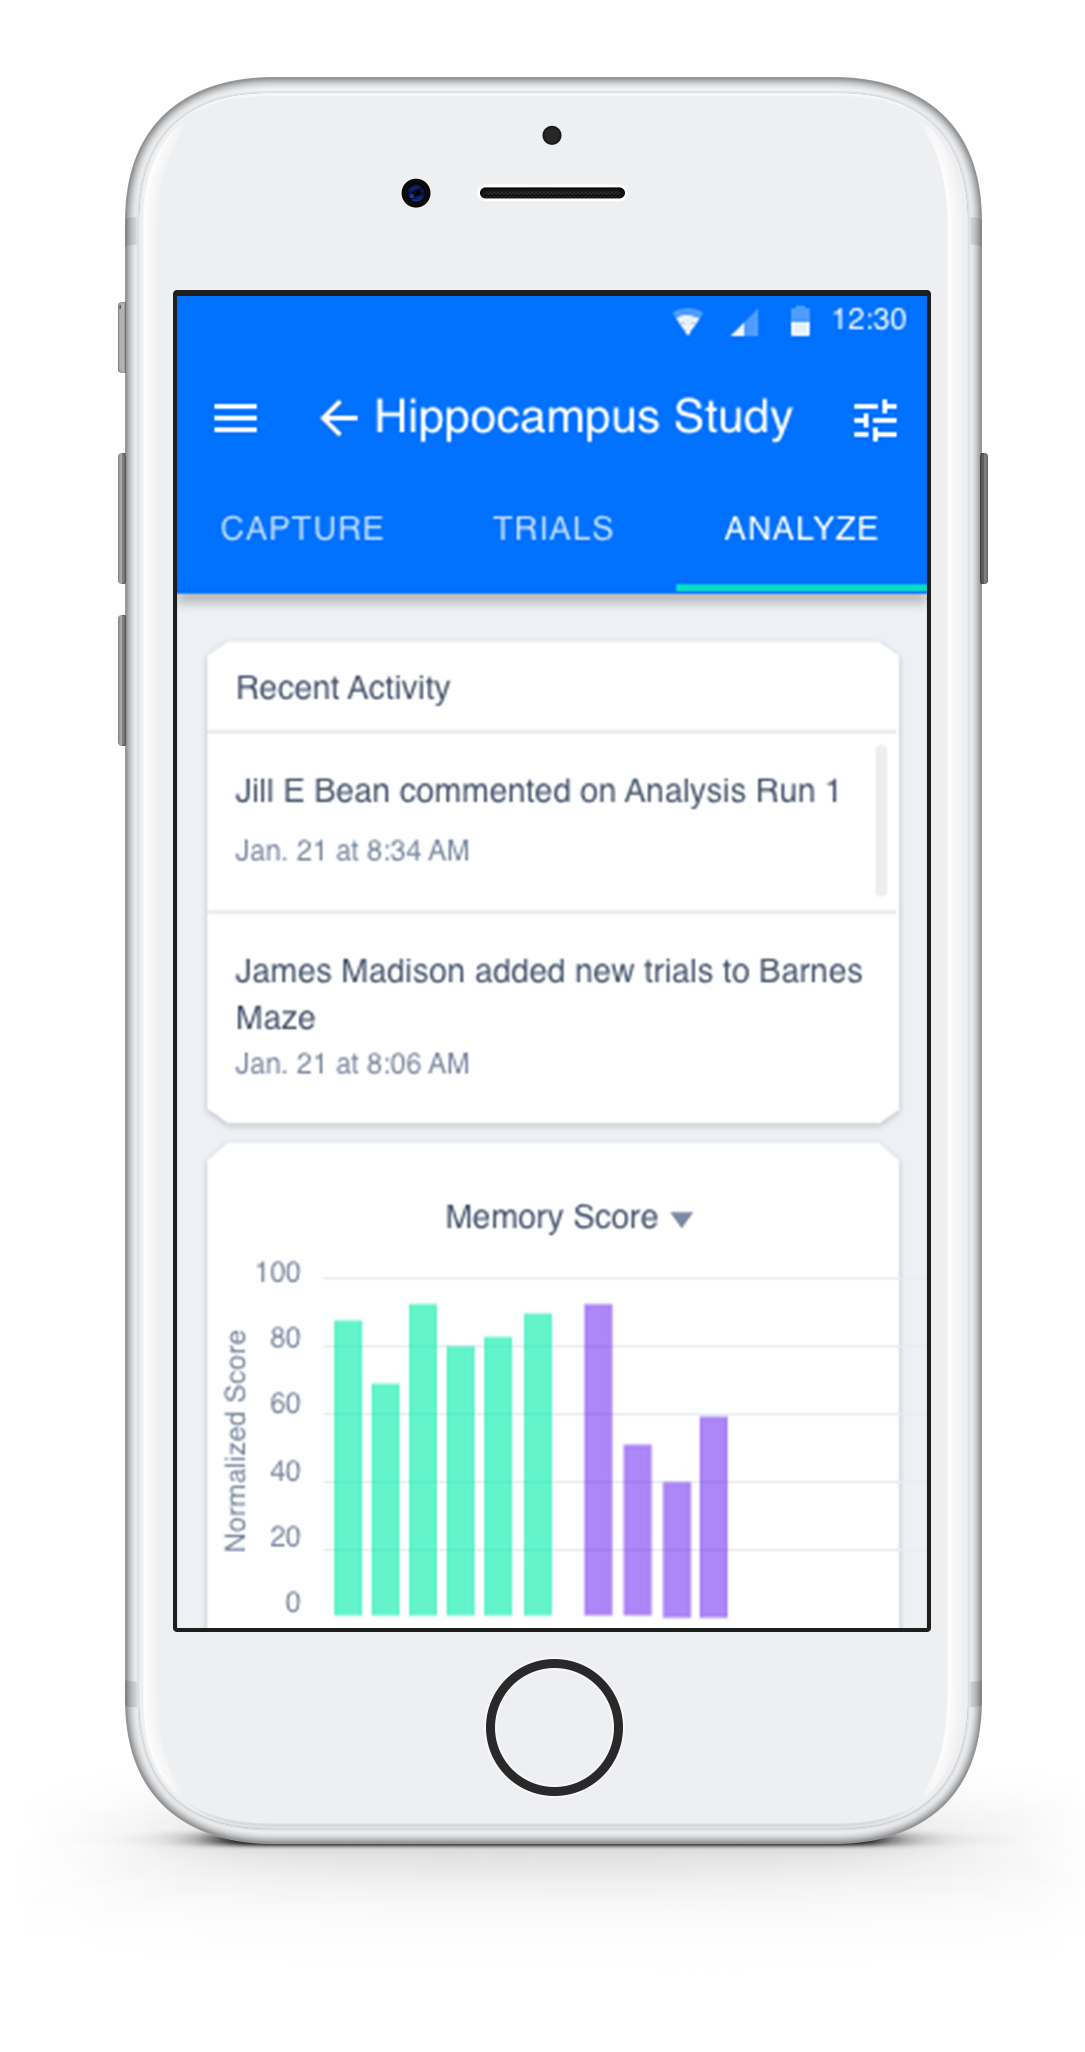 12:30
Hippocampus Study
CAPTURE TRIALS ANALYZE
Recent Activity
Jill E Bean commented on Analysis Run 1
Jan. 21 at 8:34 AM
James Madison added new trials to Barnes
Maze
Jan. 21 at 8:06 AM
Memory Score
100
80
60
40
20
0
Normalized Score